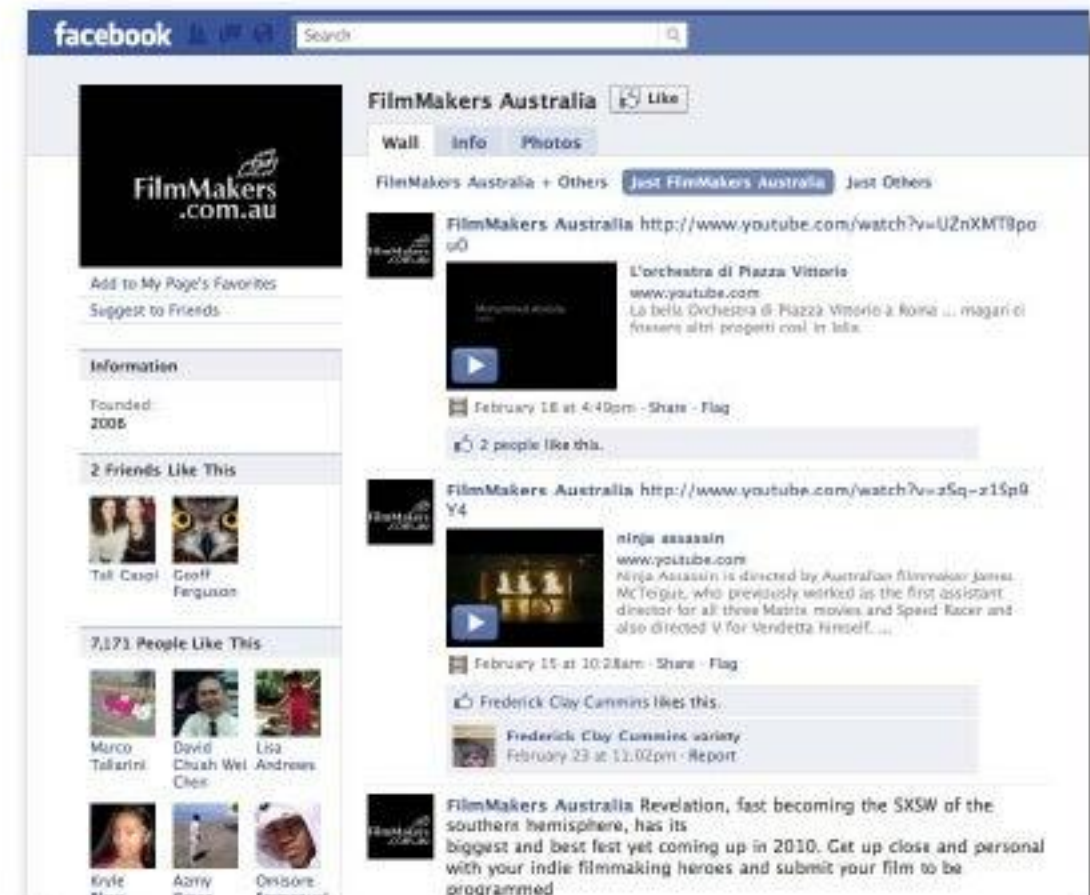 facebook
Search
FilmMakers
.com.au
Add to My Page's Favorites
Suggest to Friends
Information
Founded:
2006
2 Friends Like This
Tali Caspi
Geoff
Ferguson
7,171 People Like This
Marco
Tallarini
David
Chuah Wei
Chen
Lisa
Andrews
Azmy
Omisore
FilmMakers Australia
Like
Wall
Info
Photos
FilmMakers Australia + Others
Just FilmMakers Australia
Just Others
FilmMakers Australia http://www.youtube.com/watch?v=UZnXMT8po
u0
L'orchestra di Piazza Vittorio
www.youtube.com
La bella Orchestra di Piazza Vittorio a Roma ... magari ci
fossero altri progetti così in
February 18 at 4:49pm · Share · Flag
2 people like this.
FilmMakers Australia http://www.youtube.com/watch?v=z5q-z15p9
Y4
ninja assassin
www.youtube.com
Ninja Assassin is directed by Australian filmmaker James
McTeigue, who previously worked as the first assistant
director for all three Matrix movies and Speed Racer and
also directed V for Vendetta himself. ...
February 15 at 10:28am · Share · Flag
Frederick Clay Cummins likes this.
Frederick Clay Cummins variety
February 23 at 11:02pm · Report
FilmMakers Australia Revelation, fast becoming the SXSW of the
southern hemisphere, has its
biggest and best fest yet coming up in 2010. Get up close and personal
with your indie filmmaking heroes and submit your film to be
programmed